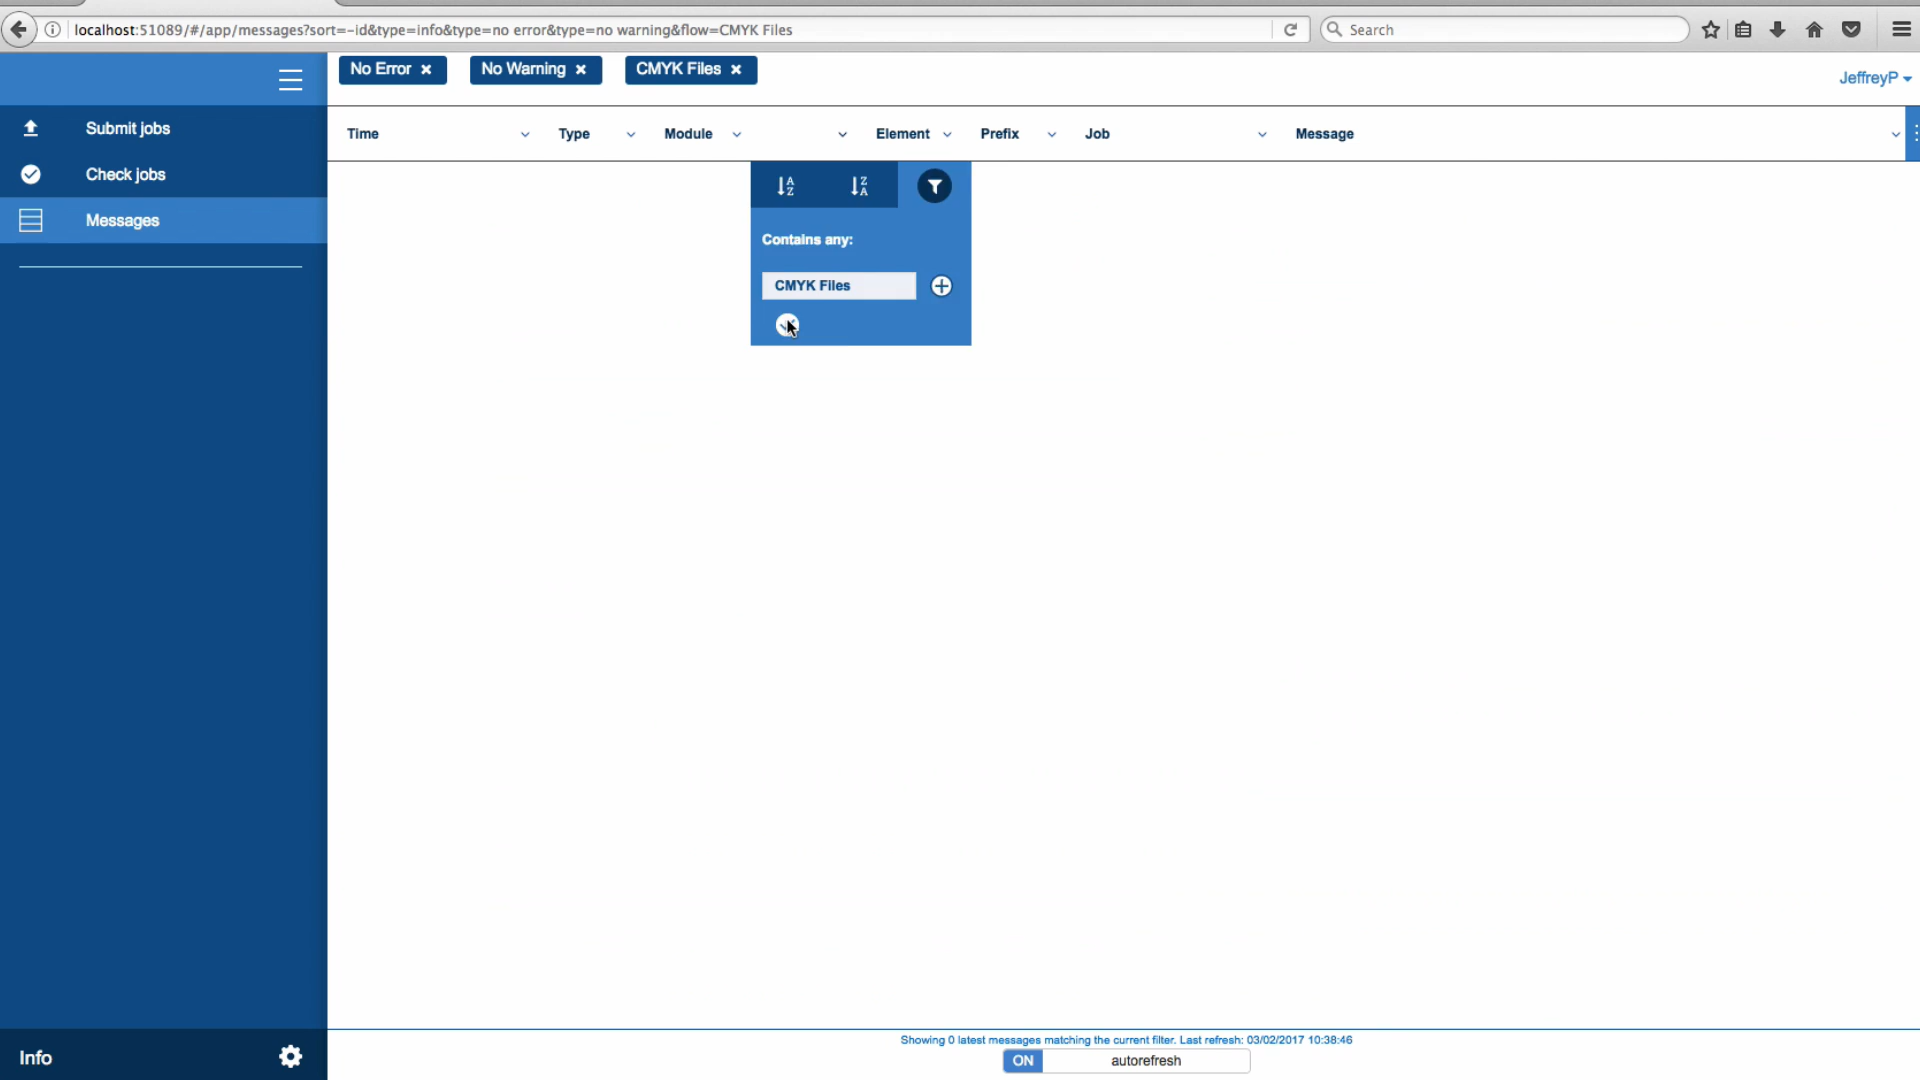 localhost:51089/#/app/messages?sort=-id&type=info&type=no error&type=no warning&flow=CMYK Files
Search
No Error ×
No Warning ×
CMYK Files ×
JeffreyP
Submit jobs
Check jobs
Messages
Time
Type
Module
Element
Prefix
Job
Message
Contains any:
CMYK Files
Showing 0 latest messages matching the current filter. Last refresh: 03/02/2017 10:38:46
ON autorefresh
Info